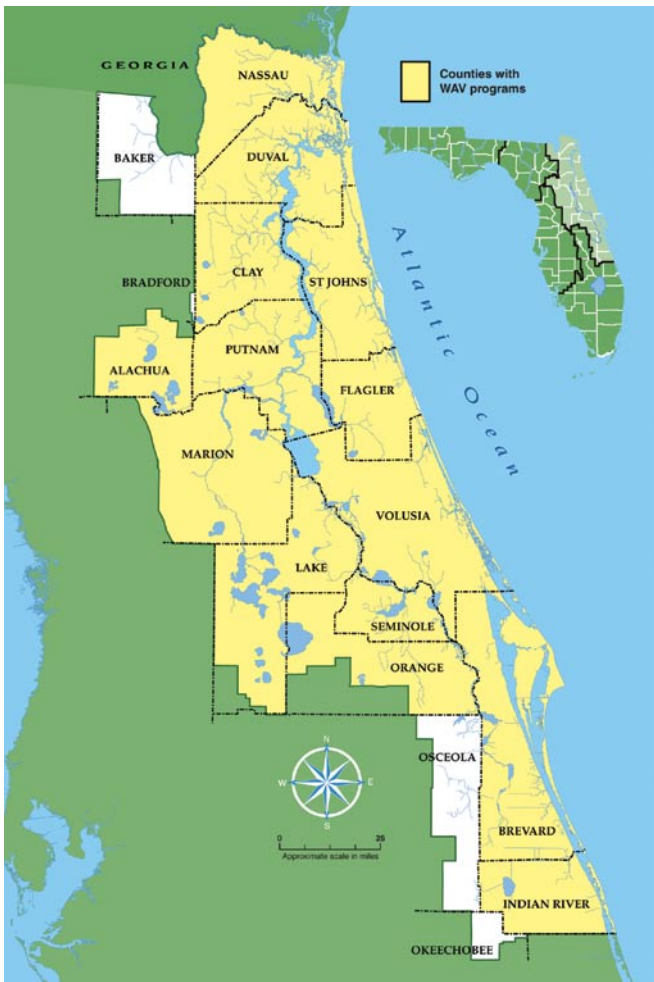 GEORGIA
NASSAU
Counties with
WAV programs
BAKER
DUVAL
Atlantic Ocean
BRADFORD
CLAY
ST JOHNS
PUTNAM
ALACHUA
FLAGLER
MARION
VOLUSIA
LAKE
SEMINOLE
ORANGE
N
W
E
S
OSCEOLA
0
25
Approximate scale in miles
BREVARD
INDIAN RIVER
OKEECHOBEE